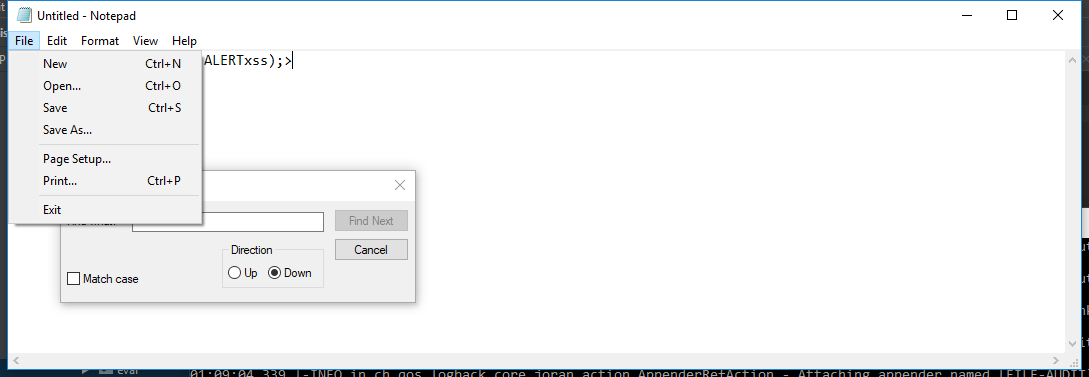 Untitled - Notepad
File Edit Format View Help
ALERTxss);>
New Ctrl+N
Open... Ctrl+O
Save Ctrl+S
Save As...
Page Setup...
Print... Ctrl+P
Exit
Find Next
Cancel
Direction
Up Down
Match case
eval
01:09:04,339 |-INFO in ch.qos.logback.core.joran.action.AppenderRefAction - Attaching appender named [FILE-AUDIT